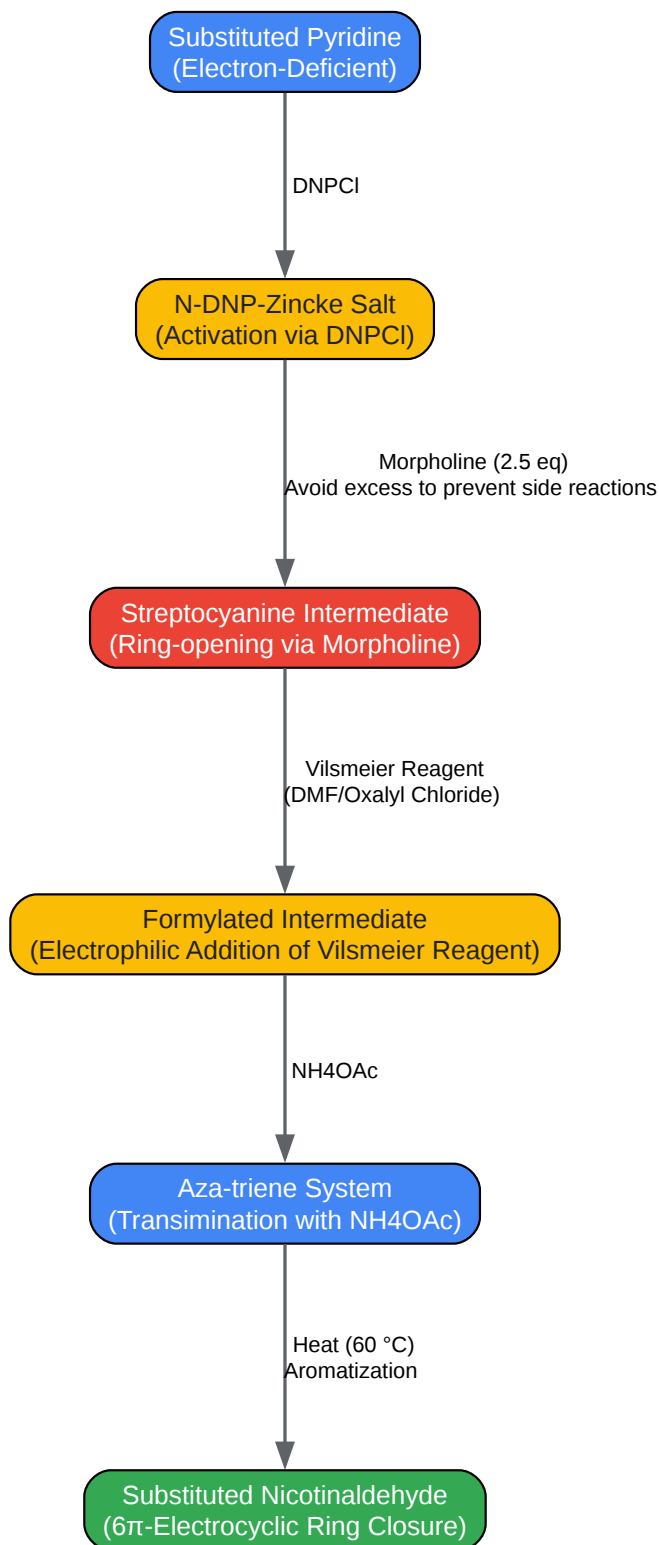 Substituted Pyridine
(Electron-Deficient)
DNPCl
N-DNP-Zincke Salt
(Activation via DNPCl)
Morpholine (2.5 eq)
Avoid excess to prevent side reactions
Streptocyanine Intermediate
(Ring-opening via Morpholine)
Vilsmeier Reagent
(DMF/Oxalyl Chloride)
Formylated Intermediate
(Electrophilic Addition of Vilsmeier Reagent)
NH4OAc
Aza-triene System
(Transimination with NH4OAc)
Heat (60 °C)
Aromatization
Substituted Nicotinaldehyde
(6π-Electrocyclic Ring Closure)